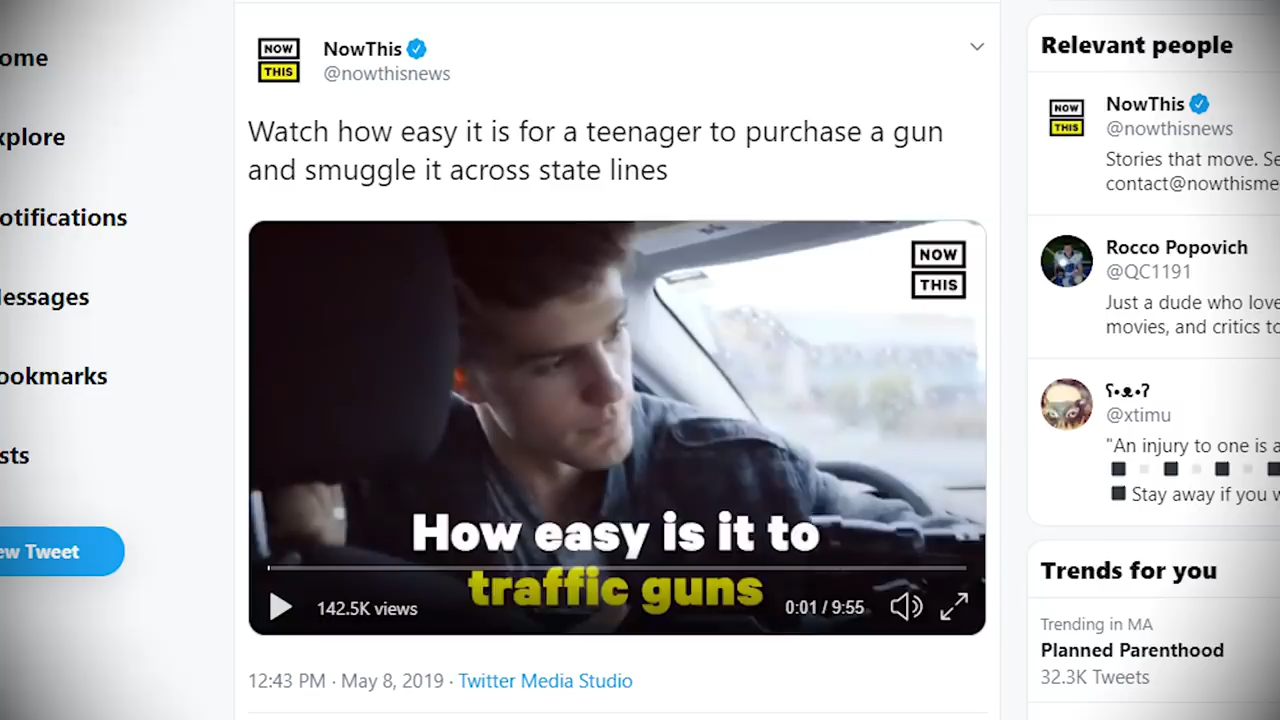 ome
xplore
otifications
lessages
ookmarks
sts
ew Tweet
NOW
THIS
NowThis
@nowthisnews
Watch how easy it is for a teenager to purchase a gun
and smuggle it across state lines
NOW
THIS
How easy is it to
traffic guns
142.5K views
0:01 / 9:55
12:43 PM · May 8, 2019 · Twitter Media Studio
Relevant people
NOW
THIS
NowThis
@nowthisnews
Stories that move. Se
contact@nowthisme
Rocco Popovich
@QC1191
Just a dude who love
movies, and critics to
ʕ•ᴥ•ʔ
@xtimu
"An injury to one is a
Stay away if you w
Trends for you
Trending in MA
Planned Parenthood
32.3K Tweets